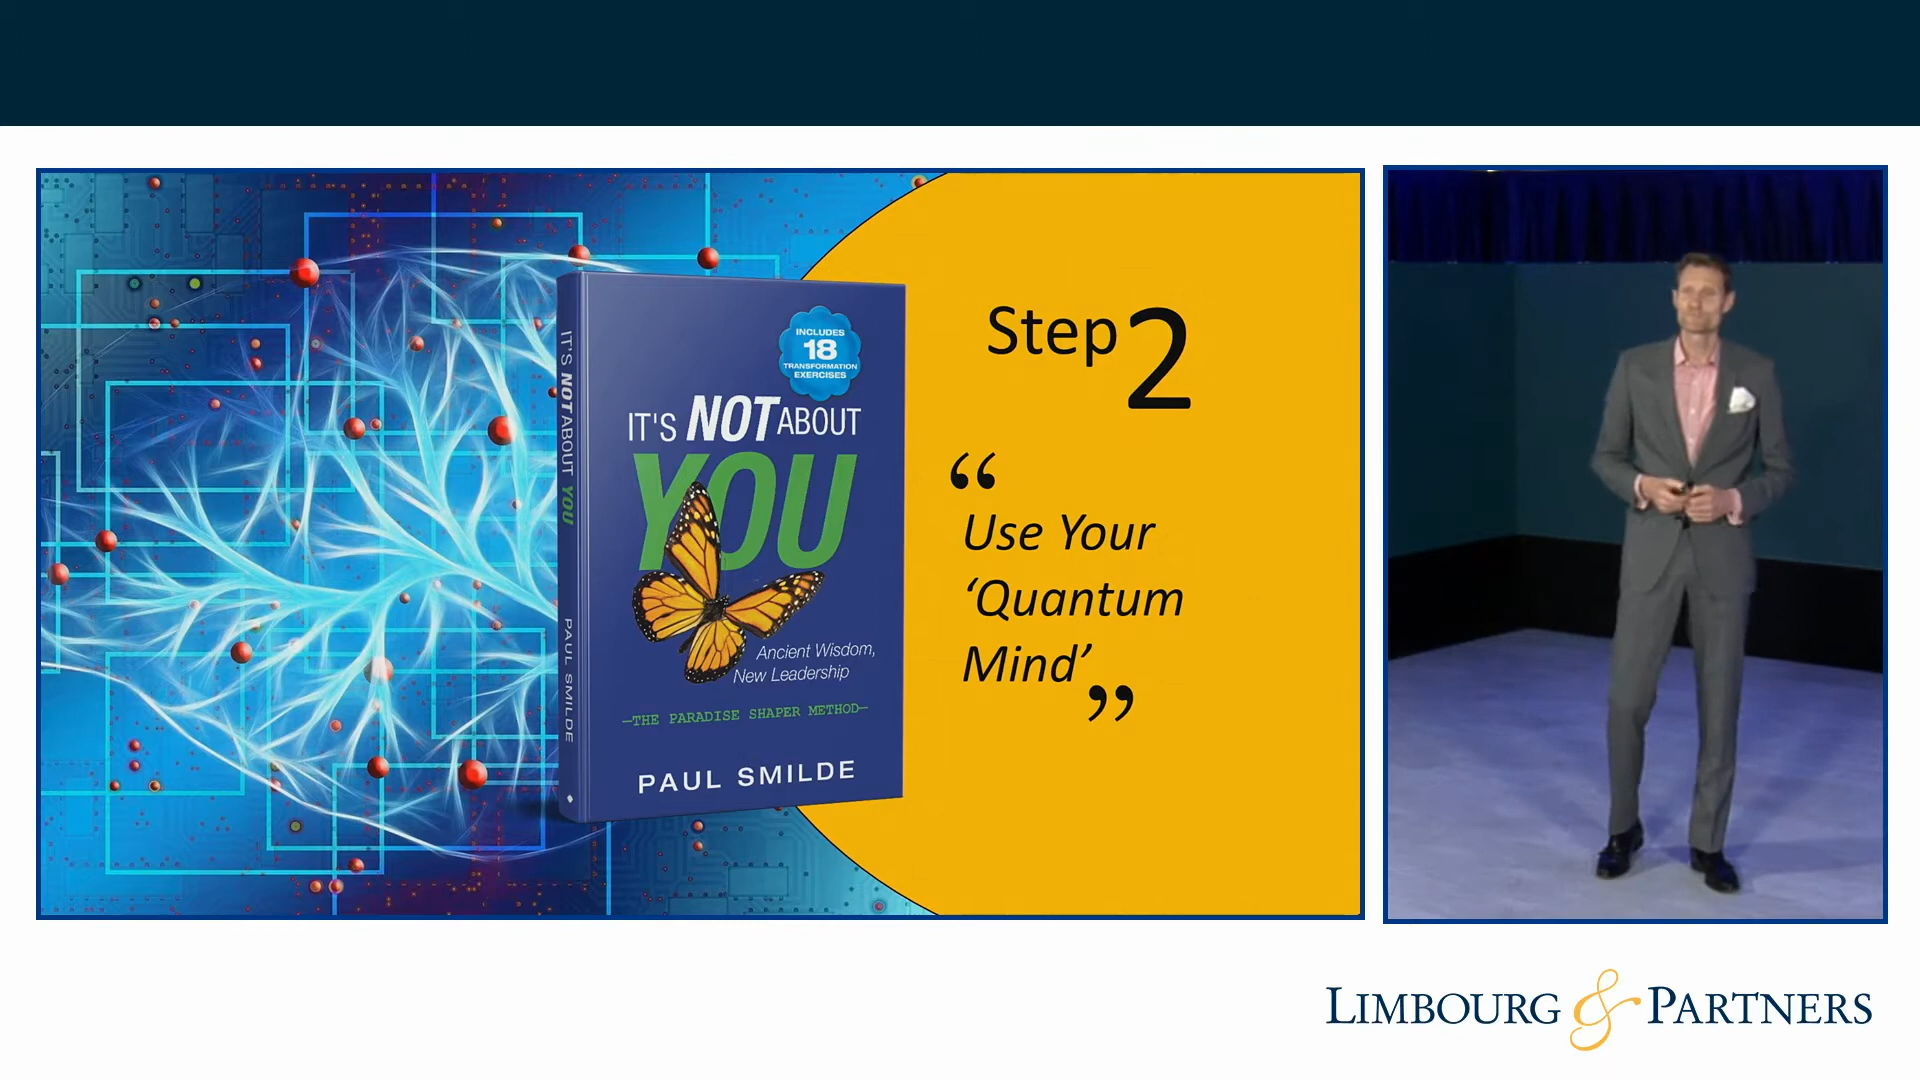 INCLUDES
18
TRANSFORMATION
EXERCISES
IT'S NOT ABOUT
YOU
Ancient Wisdom,
New Leadership
—THE PARADISE SHAPER METHOD—
PAUL SMILDE
IT'S NOT ABOUT YOU
PAUL SMILDE
Step 2
“
Use Your
‘Quantum
Mind’
”
LIMBOURG & PARTNERS